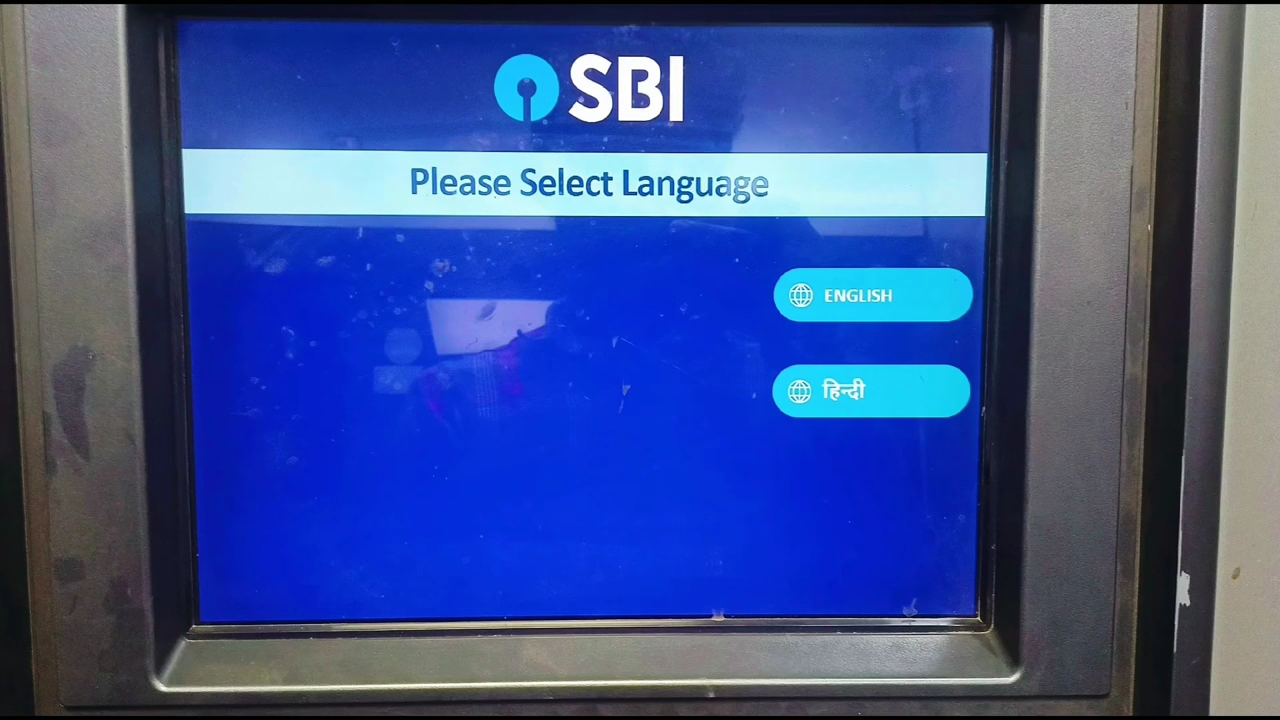 SBI
Please Select Language
ENGLISH
हिन्दी